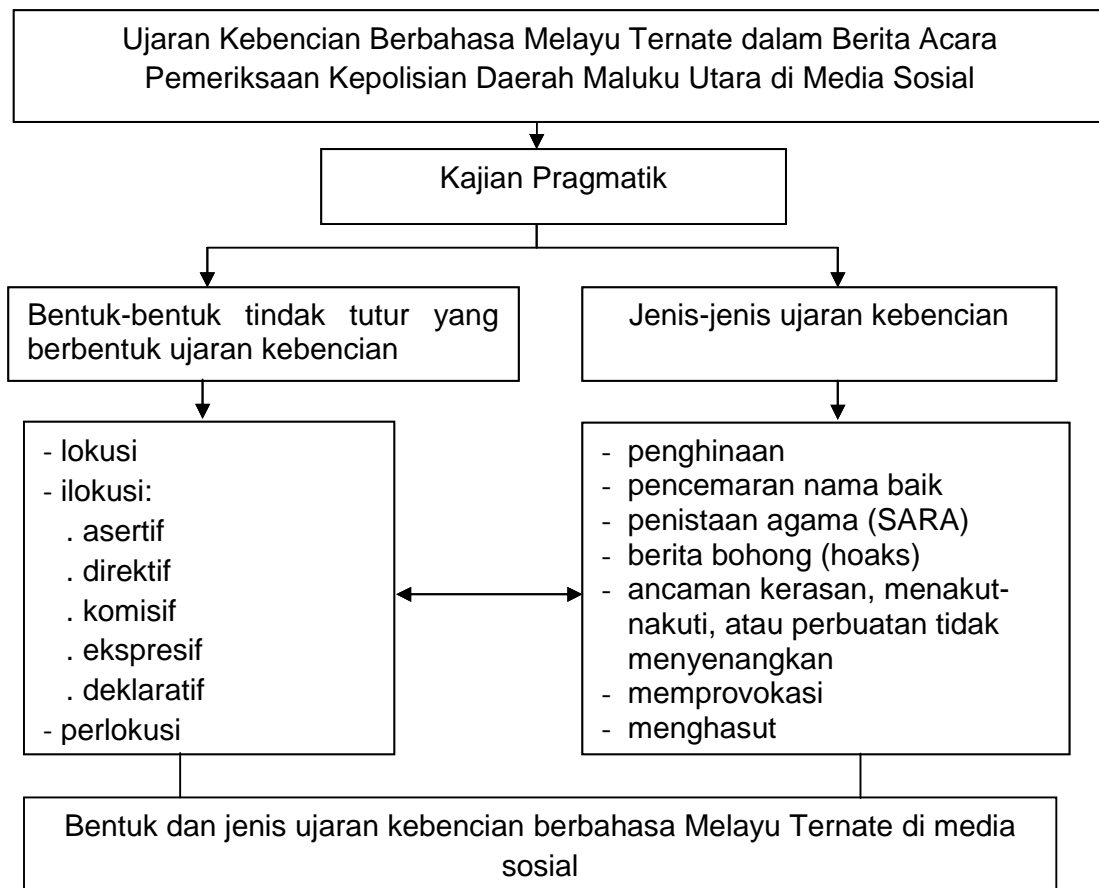 Ujaran Kebencian Berbahasa Melayu Ternate dalam Berita Acara
Pemeriksaan Kepolisian Daerah Maluku Utara di Media Sosial
Kajian Pragmatik
Bentuk-bentuk tindak tutur yang
berbentuk ujaran kebencian
Jenis-jenis ujaran kebencian
- lokusi
- ilokusi:
. asertif
. direktif
. komisif
. ekspresif
. deklaratif
- perlokusi
- penghinaan
- pencemaran nama baik
- penistaan agama (SARA)
- berita bohong (hoaks)
- ancaman kerasan, menakut-
nakuti, atau perbuatan tidak
menyenangkan
- memprovokasi
- menghasut
Bentuk dan jenis ujaran kebencian berbahasa Melayu Ternate di media
sosial